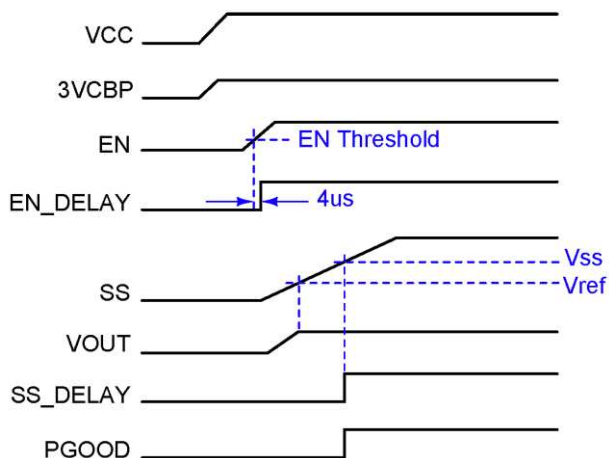 VCC
3VCBP
EN
EN Threshold
EN_DELAY
4us
SS
Vss
Vref
VOUT
SS_DELAY
PGOOD